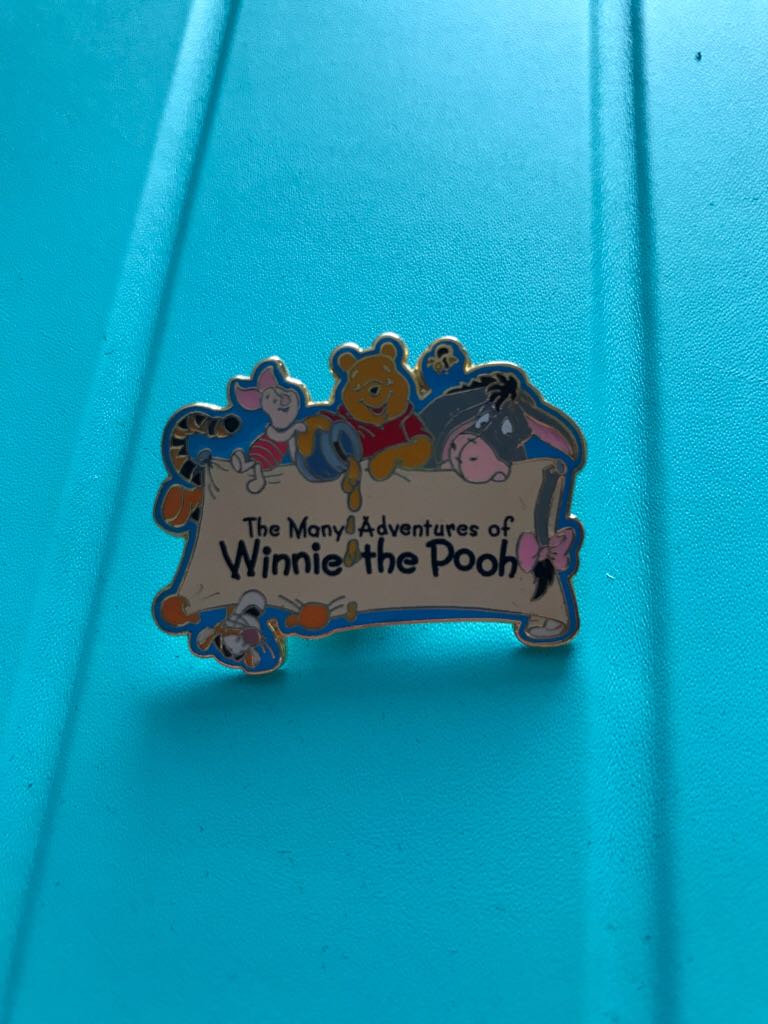 The Many Adventures of
Winnie the Pooh